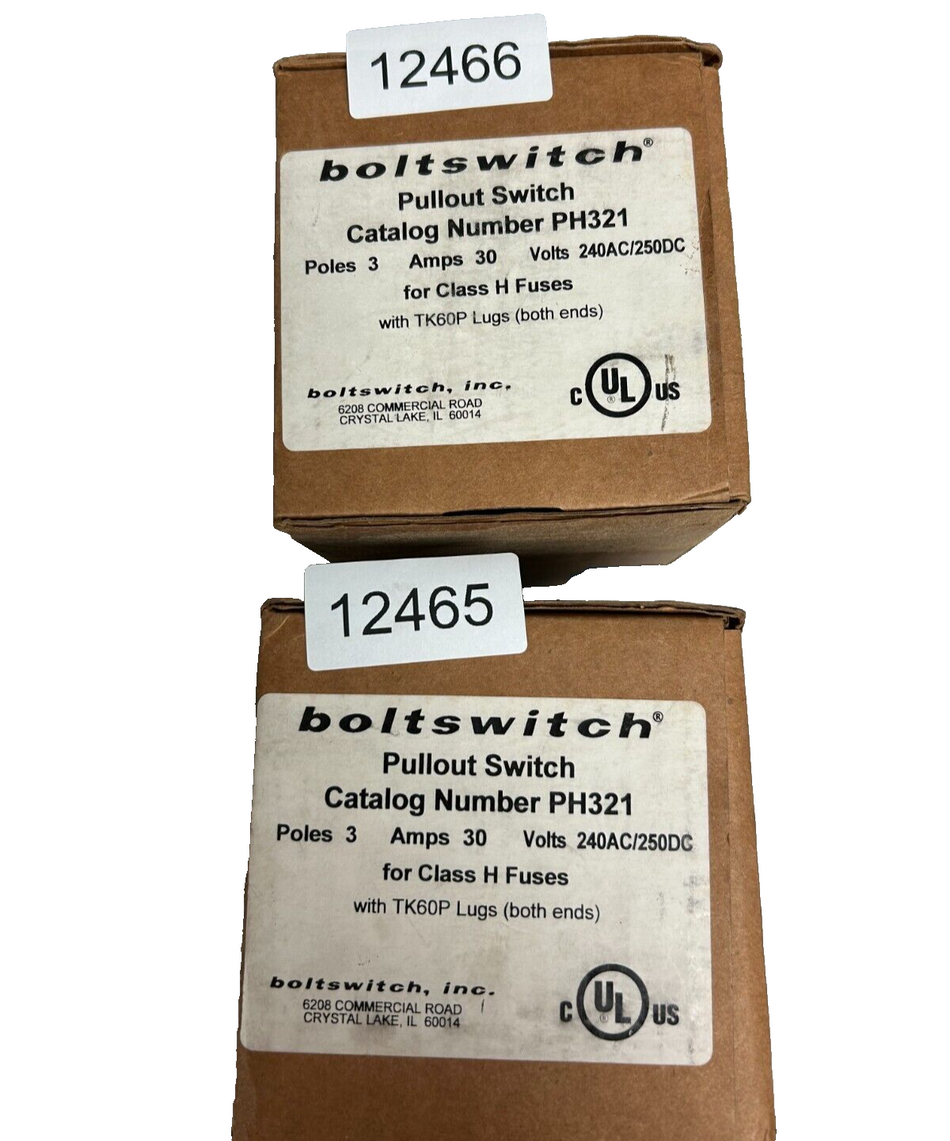 12466
boltswitch®
Pullout Switch
Catalog Number PH321
Poles 3 Amps 30 Volts 240AC/250DC
for Class H Fuses
with TK60P Lugs (both ends)
boltswitch, inc.
6208 COMMERCIAL ROAD
CRYSTAL LAKE, IL 60014
C UL® US
12465
boltswitch®
Pullout Switch
Catalog Number PH321
Poles 3 Amps 30 Volts 240AC/250DC
for Class H Fuses
with TK60P Lugs (both ends)
boltswitch, inc.
6208 COMMERCIAL ROAD
CRYSTAL LAKE, IL 60014
C UL® US